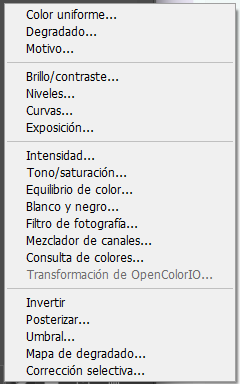 Color uniforme...
Degradado...
Motivo...
Brillo/contraste...
Niveles...
Curvas...
Exposición...
Intensidad...
Tono/saturación...
Equilibrio de color...
Blanco y negro...
Filtro de fotografía...
Mezclador de canales...
Consulta de colores...
Transformación de OpenColorIO...
Invertir
Posterizar...
Umbral...
Mapa de degradado...
Corrección selectiva...